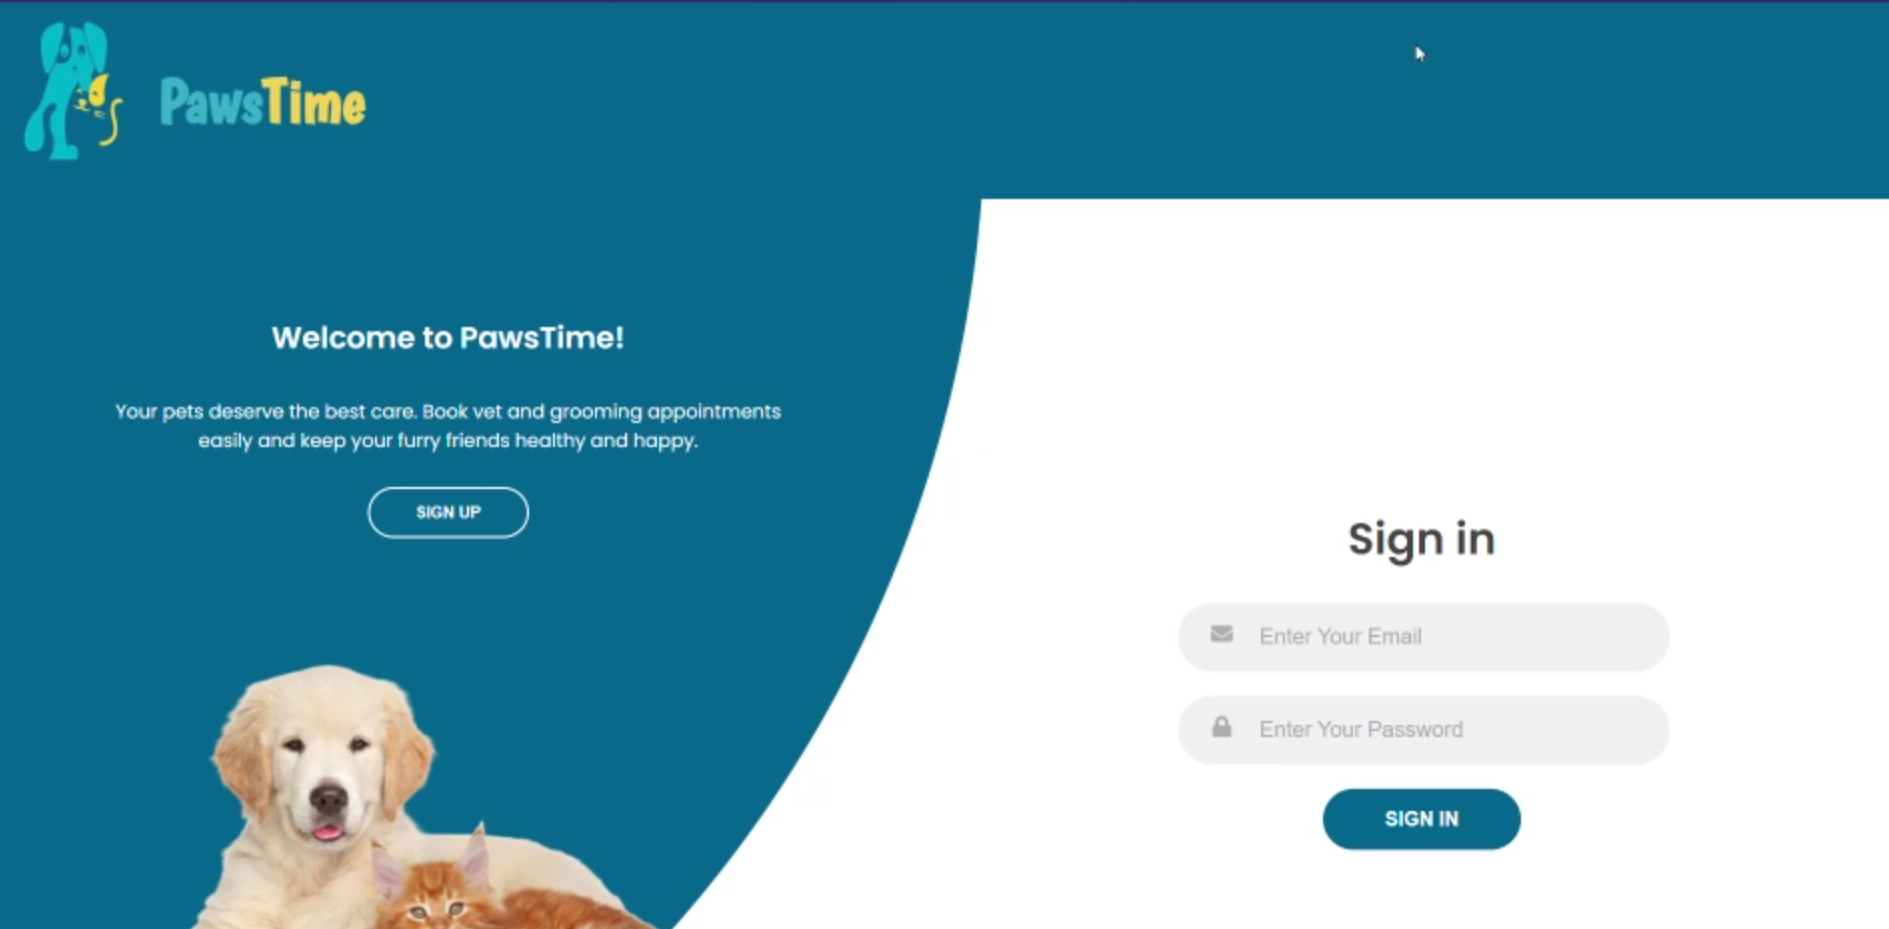 PawsTime
Welcome to PawsTime!
Your pets deserve the best care. Book vet and grooming appointments
easily and keep your furry friends healthy and happy.
SIGN UP
Sign in
Enter Your Email
Enter Your Password
SIGN IN